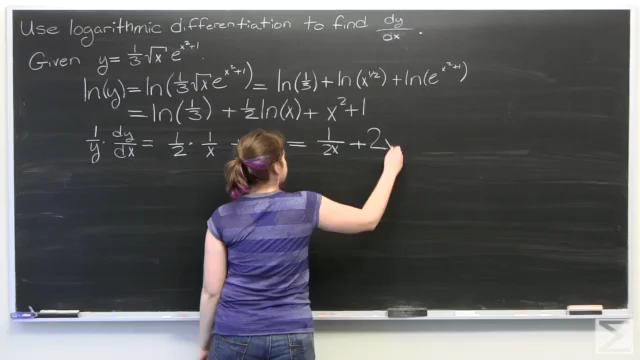 Use logarithmic differentiation to find dy/dx.
Given y = 1/3 √x e^(x²+1)
ln(y) = ln(1/3 √x e^(x²+1)) = ln(1/3) + ln(x^(1/2)) + ln(e^(x²+1))
= ln(1/3) + 1/2 ln(x) + x² + 1
1/y · dy/dx = 1/2 · 1/x = 1/2x + 2x